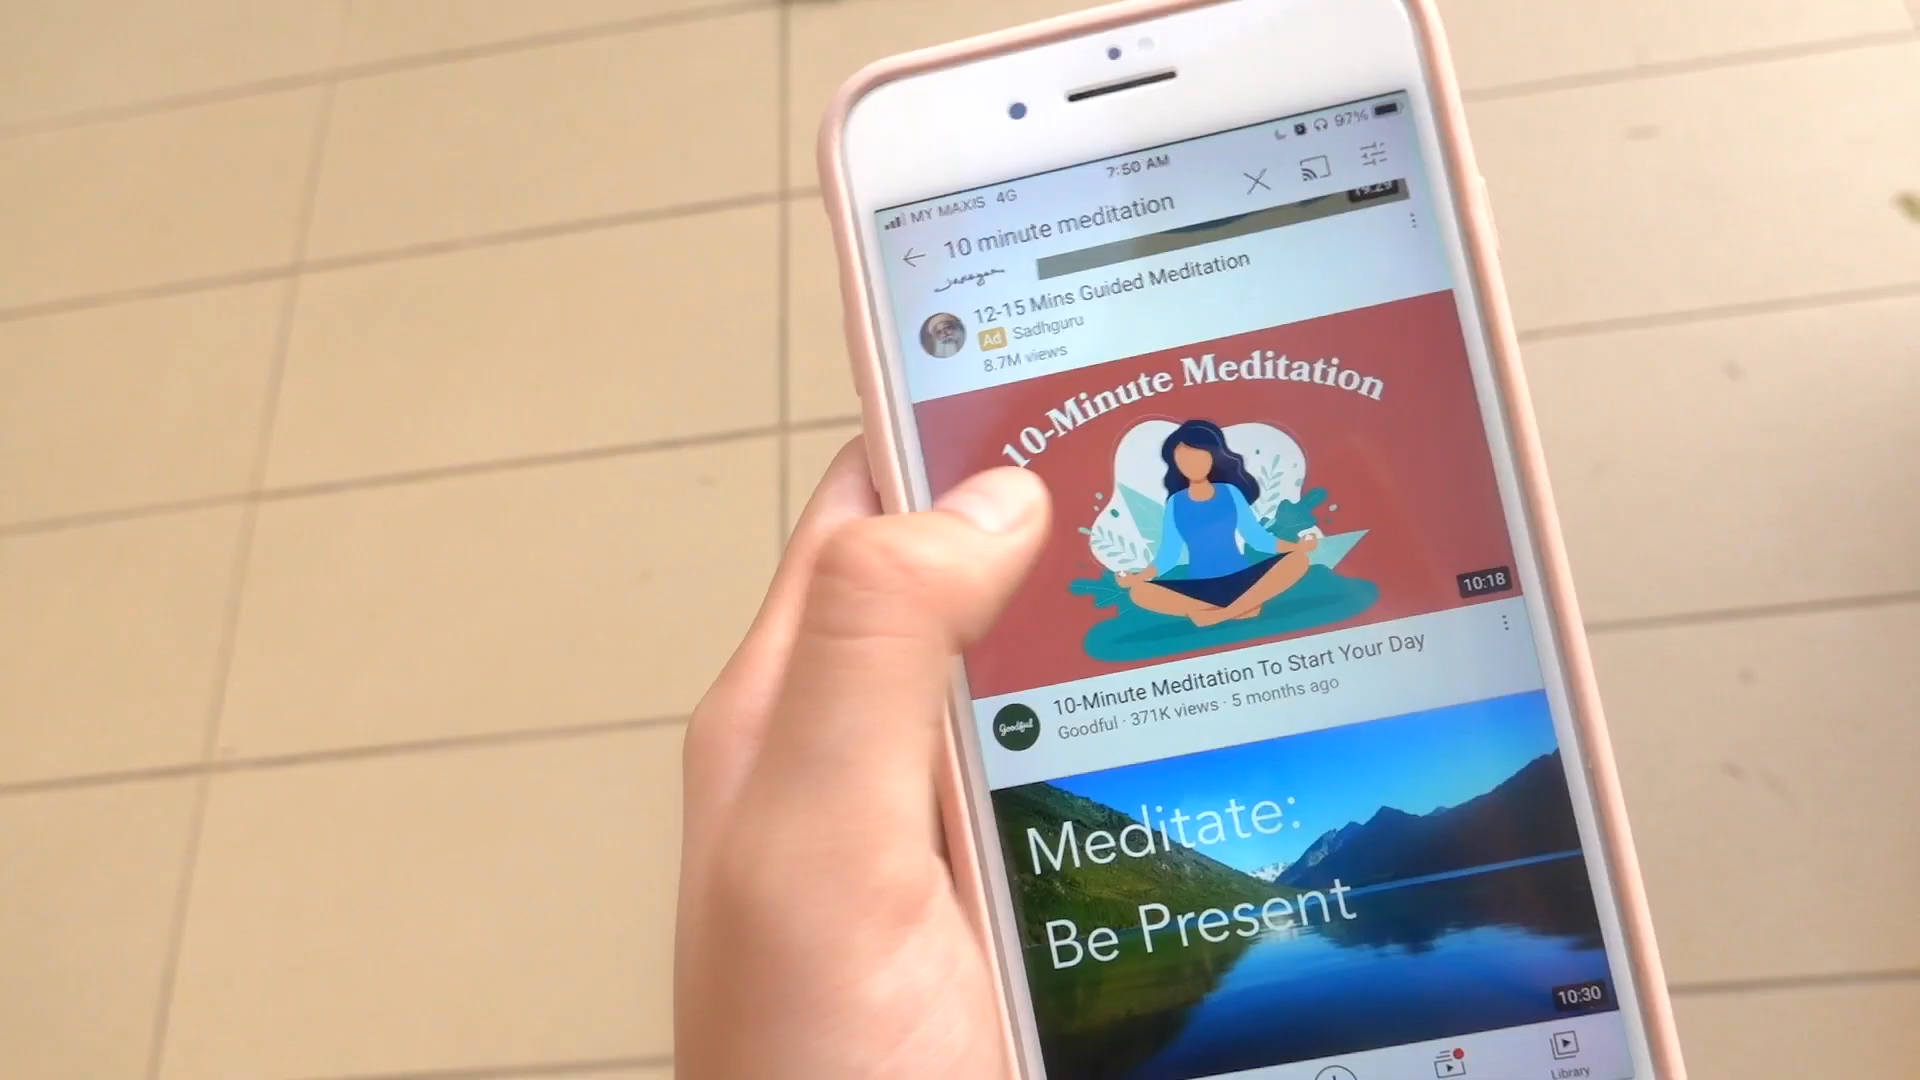 MY MAXIS 4G 7:50 AM 97%
10 minute meditation
12-15 Mins Guided Meditation
Ad Sadhguru
8.7M views
10-Minute Meditation
10:18
10-Minute Meditation To Start Your Day
Goodful · 371K views · 5 months ago
Goodful
Meditate:
Be Present
10:30
Library